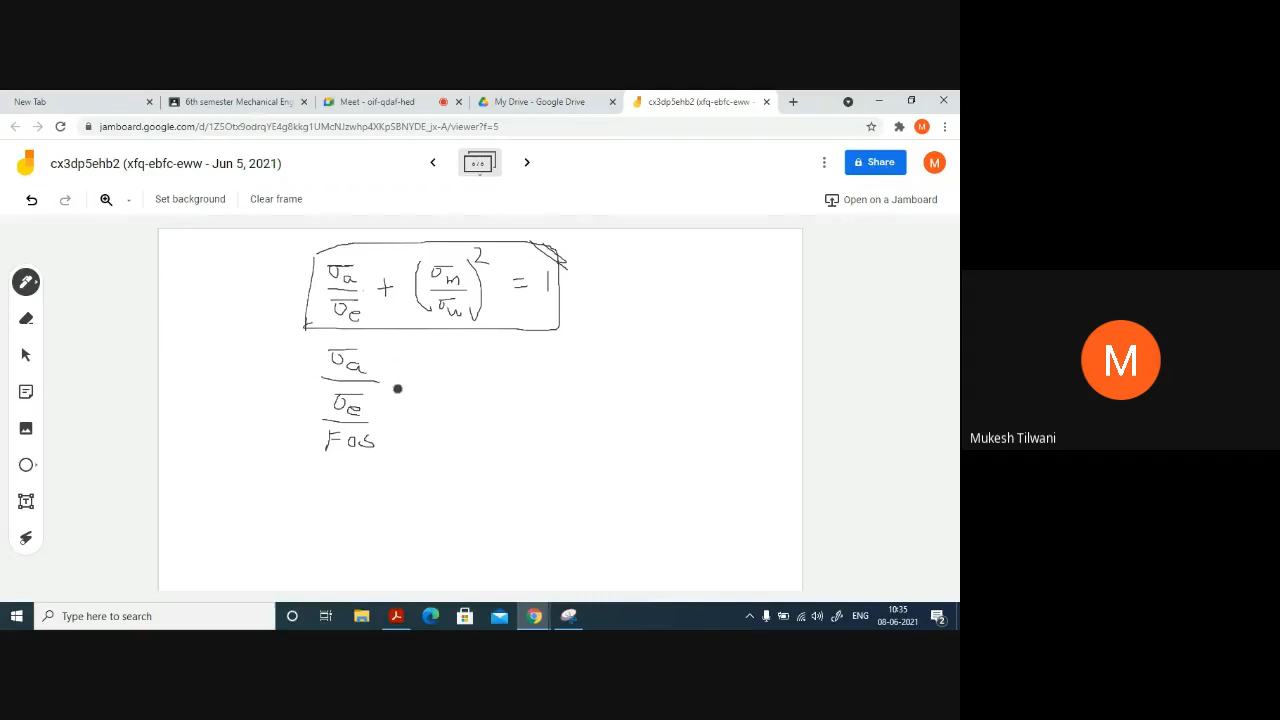 New Tab
6th semester Mechanical Eng
Meet - oif-qdaf-hed
My Drive - Google Drive
cx3dp5ehb2 (xfq-ebfc-eww -
jamboard.google.com/d/1Z5Otx9odrqYE4g8kkg1UMcNJzwhp4XKpSBNYDE_jx-A/viewer?f=5
M
cx3dp5ehb2 (xfq-ebfc-eww - Jun 5, 2021)
6/6
Share
M
Set background
Clear frame
Open on a Jamboard
σa/σe + (σm/σu)² = 1
σa
σe
FOS
M
Mukesh Tilwani
Type here to search
ENG
10:35
08-06-2021
2